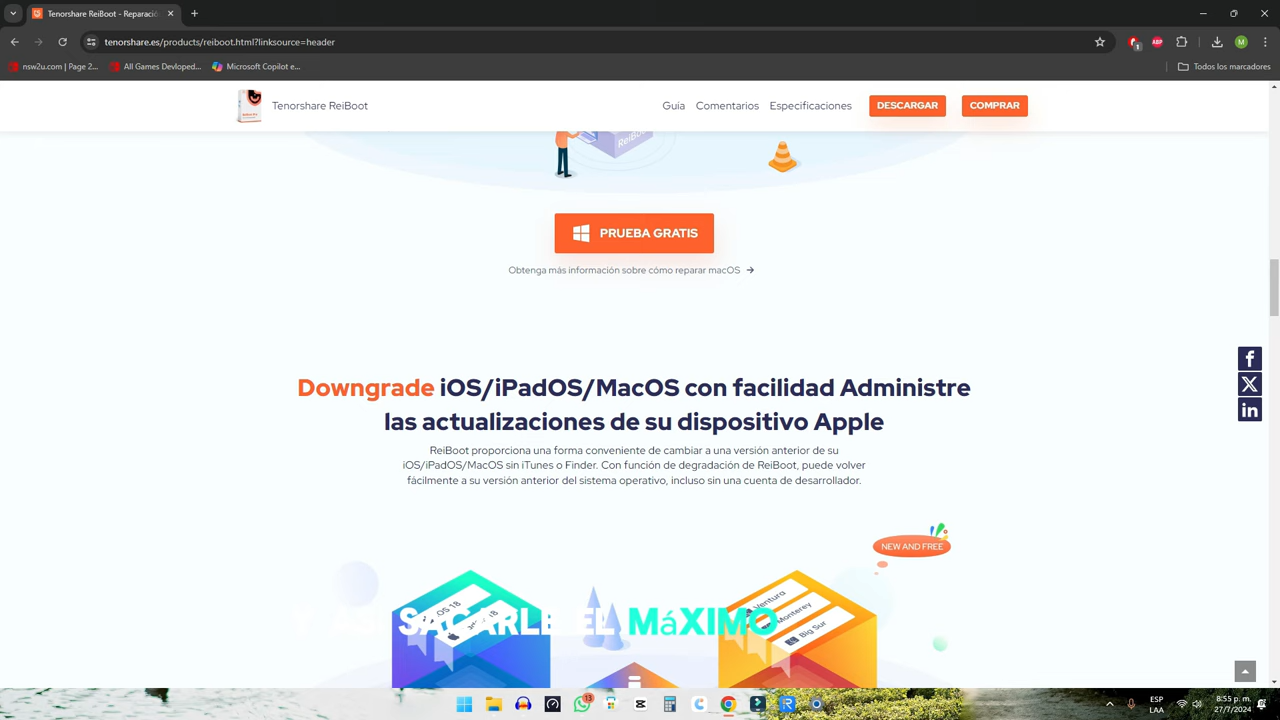 Tenorshare ReiBoot - Reparació
tenorshare.es/products/reiboot.html?linksource=header
1
ABP
M
nsw2u.com | Page 2...
All Games Devloped...
Microsoft Copilot e...
Todos los marcadores
Tenorshare ReiBoot
Guía
Comentarios
Especificaciones
DESCARGAR
COMPRAR
ReiBoot
PRUEBA GRATIS
Obtenga más información sobre cómo reparar macOS →
Downgrade iOS/iPadOS/MacOS con facilidad Administre
las actualizaciones de su dispositivo Apple
ReiBoot proporciona una forma conveniente de cambiar a una versión anterior de su
iOS/iPadOS/MacOS sin iTunes o Finder. Con función de degradación de ReiBoot, puede volver
fácilmente a su versión anterior del sistema operativo, incluso sin una cuenta de desarrollador.
NEW AND FREE
Ventura
Monterey
Big Sur
SACARLE EL MáXIMO
13
ESP
LAA
8:55 p. m.
27/7/2024